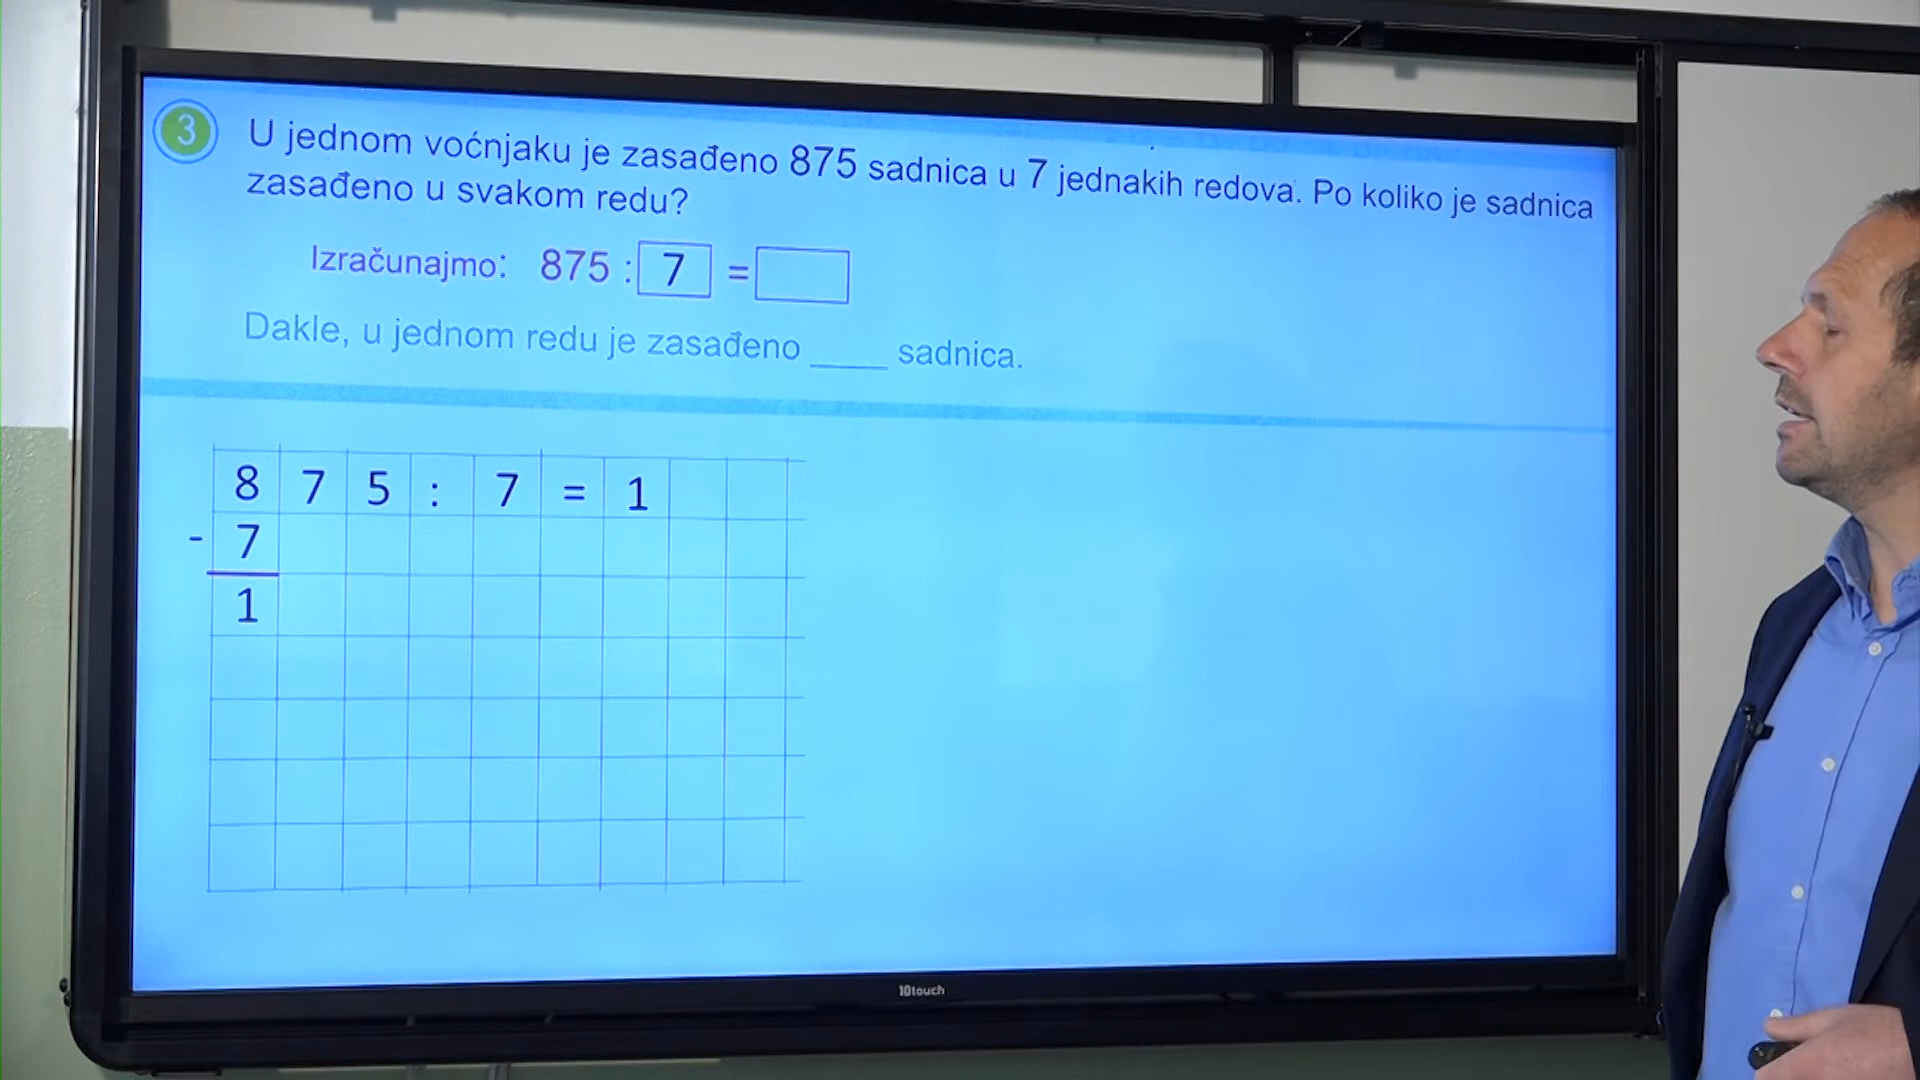 3
U jednom voćnjaku je zasađeno 875 sadnica u 7 jednakih redova. Po koliko je sadnica
zasađeno u svakom redu?
Izračunajmo: 875 : 7 =
Dakle, u jednom redu je zasađeno ____ sadnica.
8 7 5 : 7 = 1
- 7
1
10touch